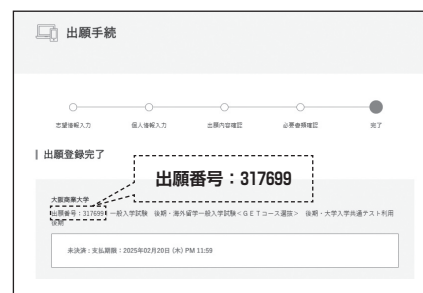 出願手続
志望情報入力 個人情報入力 出願内容確認 必要書類確認 完了
出願登録完了
出願番号：317699
大阪商業大学
出願番号：317699 一般入学試験 後期・海外留学一般入学試験＜ＧＥＴコース選抜＞ 後期・大学入学共通テスト利用
後期
未決済：支払期限：2025年02月20日（木）PM 11:59